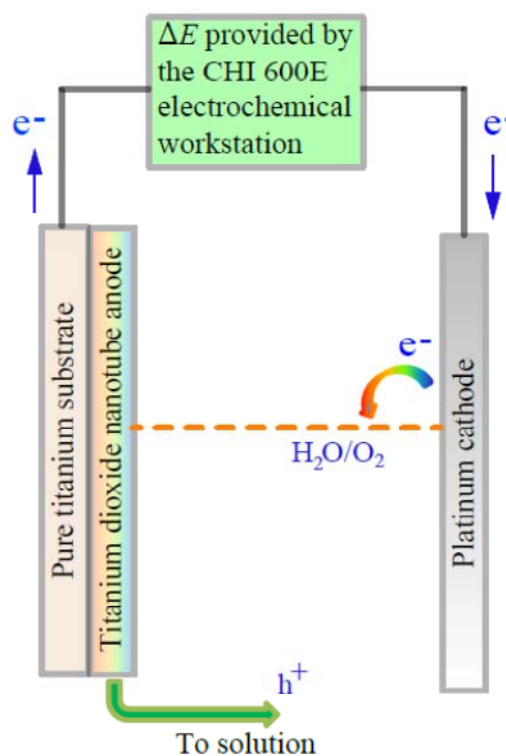 ΔE provided by
the CHI 600E
electrochemical
workstation
e-
e-
Pure titanium substrate
Titanium dioxide nanotube anode
e-
H₂O/O₂
Platinum cathode
h⁺
To solution